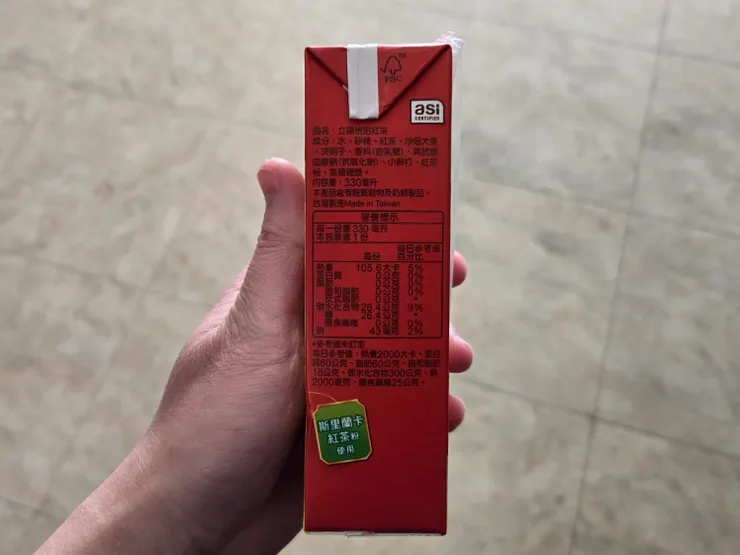 FSC™
asi
CERTIFIED
品名：立頓琥珀紅茶
成分：水、砂糖、紅茶、焙焙大麥
、決明子、香料(含乳糖)、異抗壞
血酸鈉(抗氧化劑)、小蘇打、紅茶
粉、焦糖糖漿。
內容量：330毫升
本產品含有麩質穀物及奶類製品。
台灣製造Made in Taiwan
營養標示
每一份量 330 毫升
本包裝含 1 份
每日參考值
每份 百分比
熱量 105.6大卡 5%
蛋白質 0公克 0%
脂肪 0公克 0%
飽和脂肪 0公克 0%
反式脂肪 0公克 *
碳水化合物 26.4公克 9%
糖 26.4公克 *
膳食纖維 0公克 0%
鈉 43毫克 2%
*參考值未訂定
每日參考值：熱量2000大卡、蛋白
質60公克、脂肪60公克、飽和脂肪
18公克、碳水化合物300公克、鈉
2000毫克、膳食纖維25公克。
斯里蘭卡
紅茶粉
使用